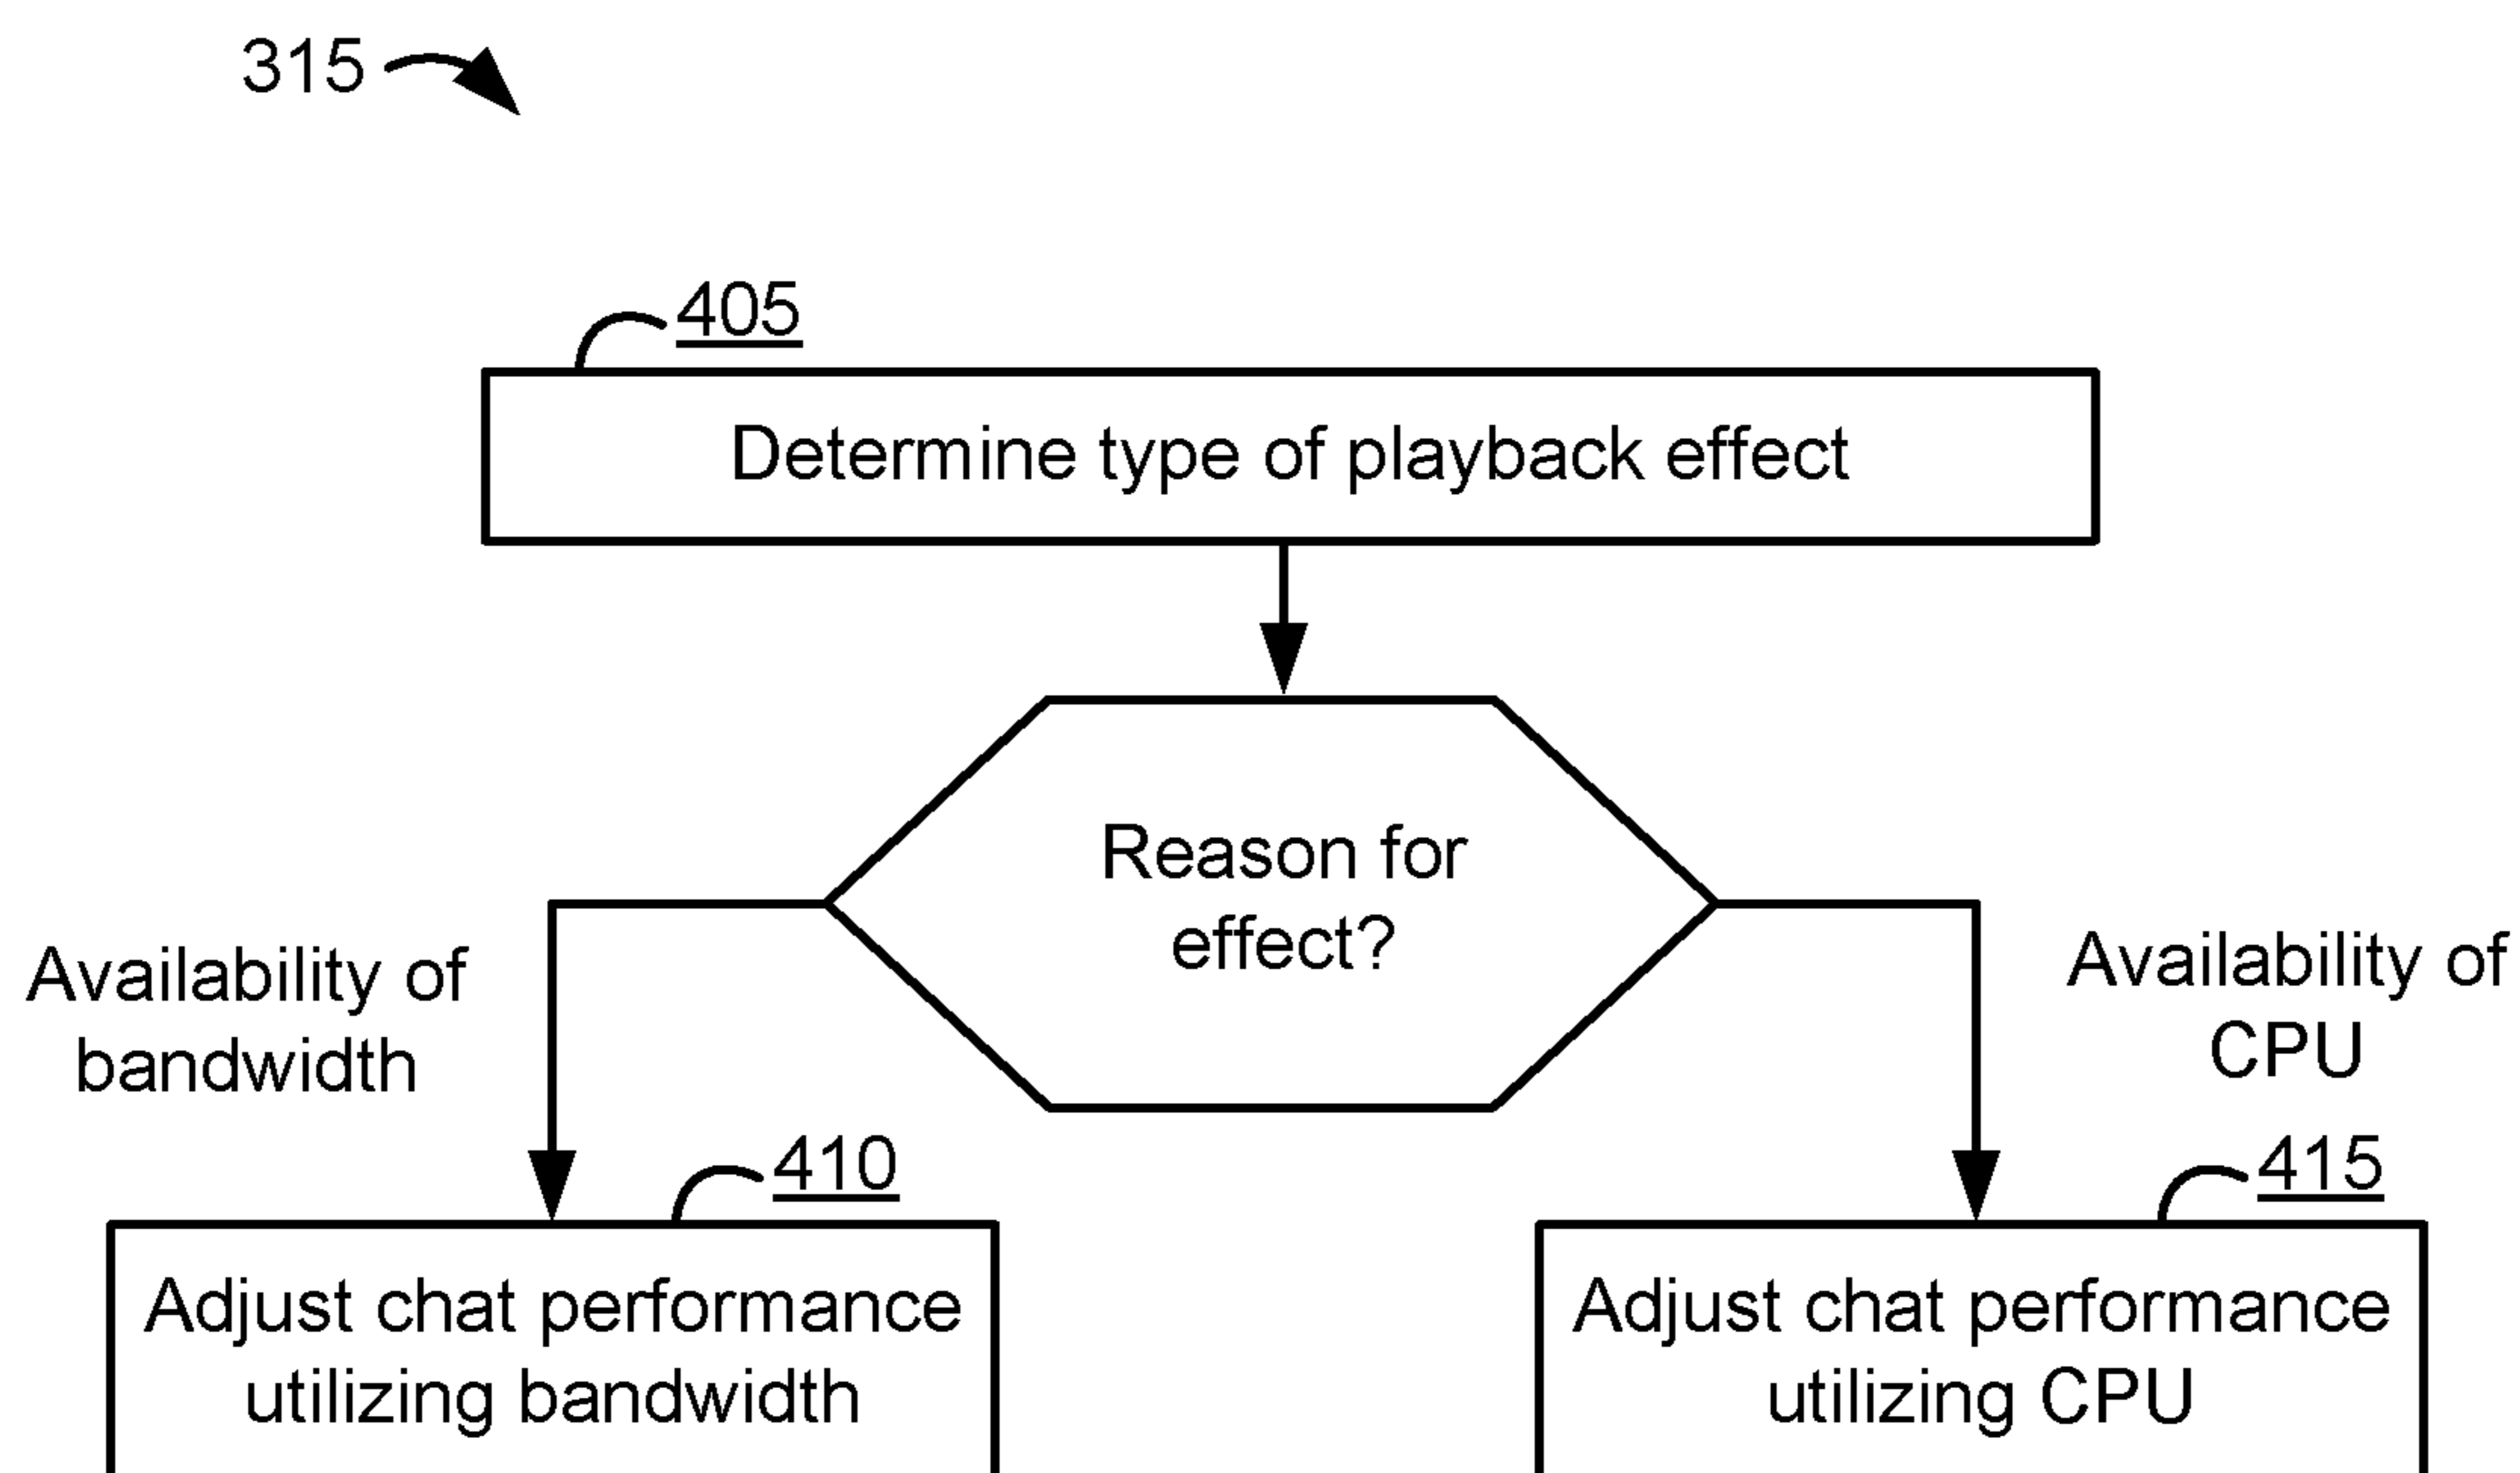 315
405
Determine type of playback effect
Reason for
effect?
Availability of
bandwidth
Availability of
CPU
410
415
Adjust chat performance
utilizing bandwidth
Adjust chat performance
utilizing CPU